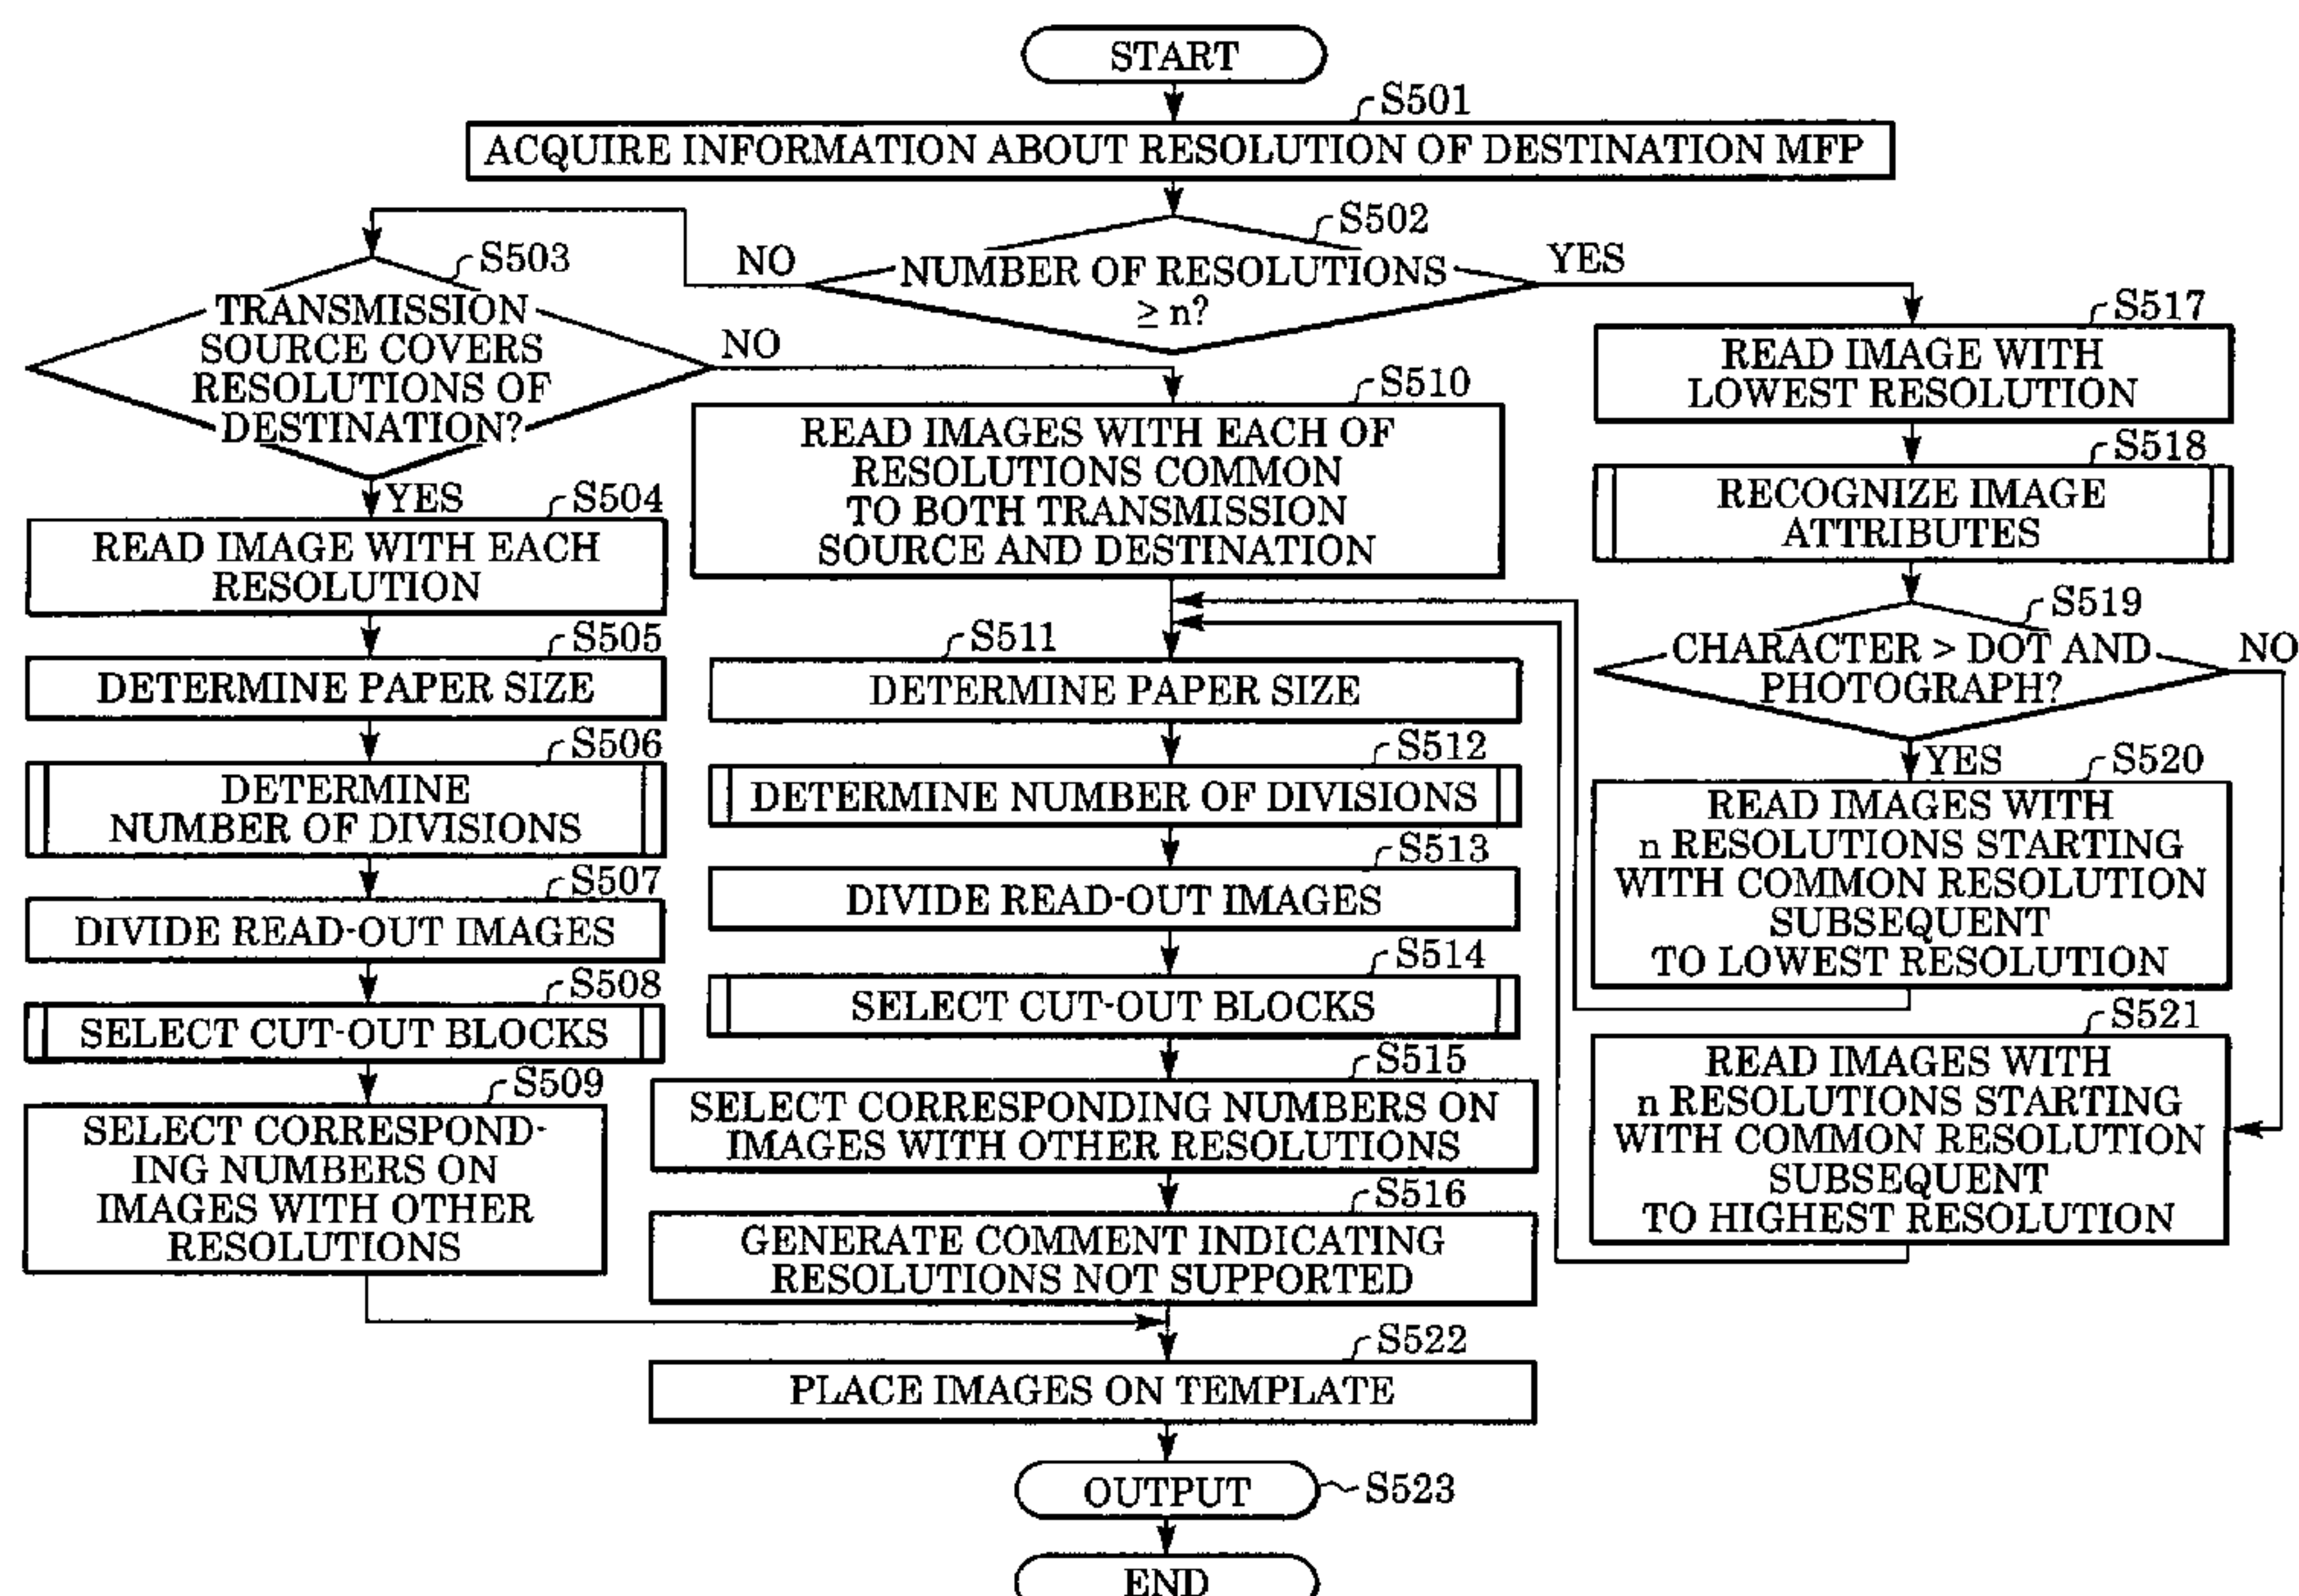 START
S501
ACQUIRE INFORMATION ABOUT RESOLUTION OF DESTINATION MFP
S502
NUMBER OF RESOLUTIONS
≥ n?
NO
YES
S503
TRANSMISSION
SOURCE COVERS
RESOLUTIONS OF
DESTINATION?
NO
YES
S504
READ IMAGE WITH EACH
RESOLUTION
S505
DETERMINE PAPER SIZE
S506
DETERMINE
NUMBER OF DIVISIONS
S507
DIVIDE READ-OUT IMAGES
S508
SELECT CUT-OUT BLOCKS
S509
SELECT CORRESPOND-
ING NUMBERS ON
IMAGES WITH OTHER
RESOLUTIONS
S510
READ IMAGES WITH EACH OF
RESOLUTIONS COMMON
TO BOTH TRANSMISSION
SOURCE AND DESTINATION
S511
DETERMINE PAPER SIZE
S512
DETERMINE NUMBER OF DIVISIONS
S513
DIVIDE READ-OUT IMAGES
S514
SELECT CUT-OUT BLOCKS
S515
SELECT CORRESPONDING NUMBERS ON
IMAGES WITH OTHER RESOLUTIONS
S516
GENERATE COMMENT INDICATING
RESOLUTIONS NOT SUPPORTED
S517
READ IMAGE WITH
LOWEST RESOLUTION
S518
RECOGNIZE IMAGE
ATTRIBUTES
S519
CHARACTER > DOT AND
PHOTOGRAPH?
NO
YES
S520
READ IMAGES WITH
n RESOLUTIONS STARTING
WITH COMMON RESOLUTION
SUBSEQUENT
TO LOWEST RESOLUTION
S521
READ IMAGES WITH
n RESOLUTIONS STARTING
WITH COMMON RESOLUTION
SUBSEQUENT
TO HIGHEST RESOLUTION
S522
PLACE IMAGES ON TEMPLATE
OUTPUT
S523
END